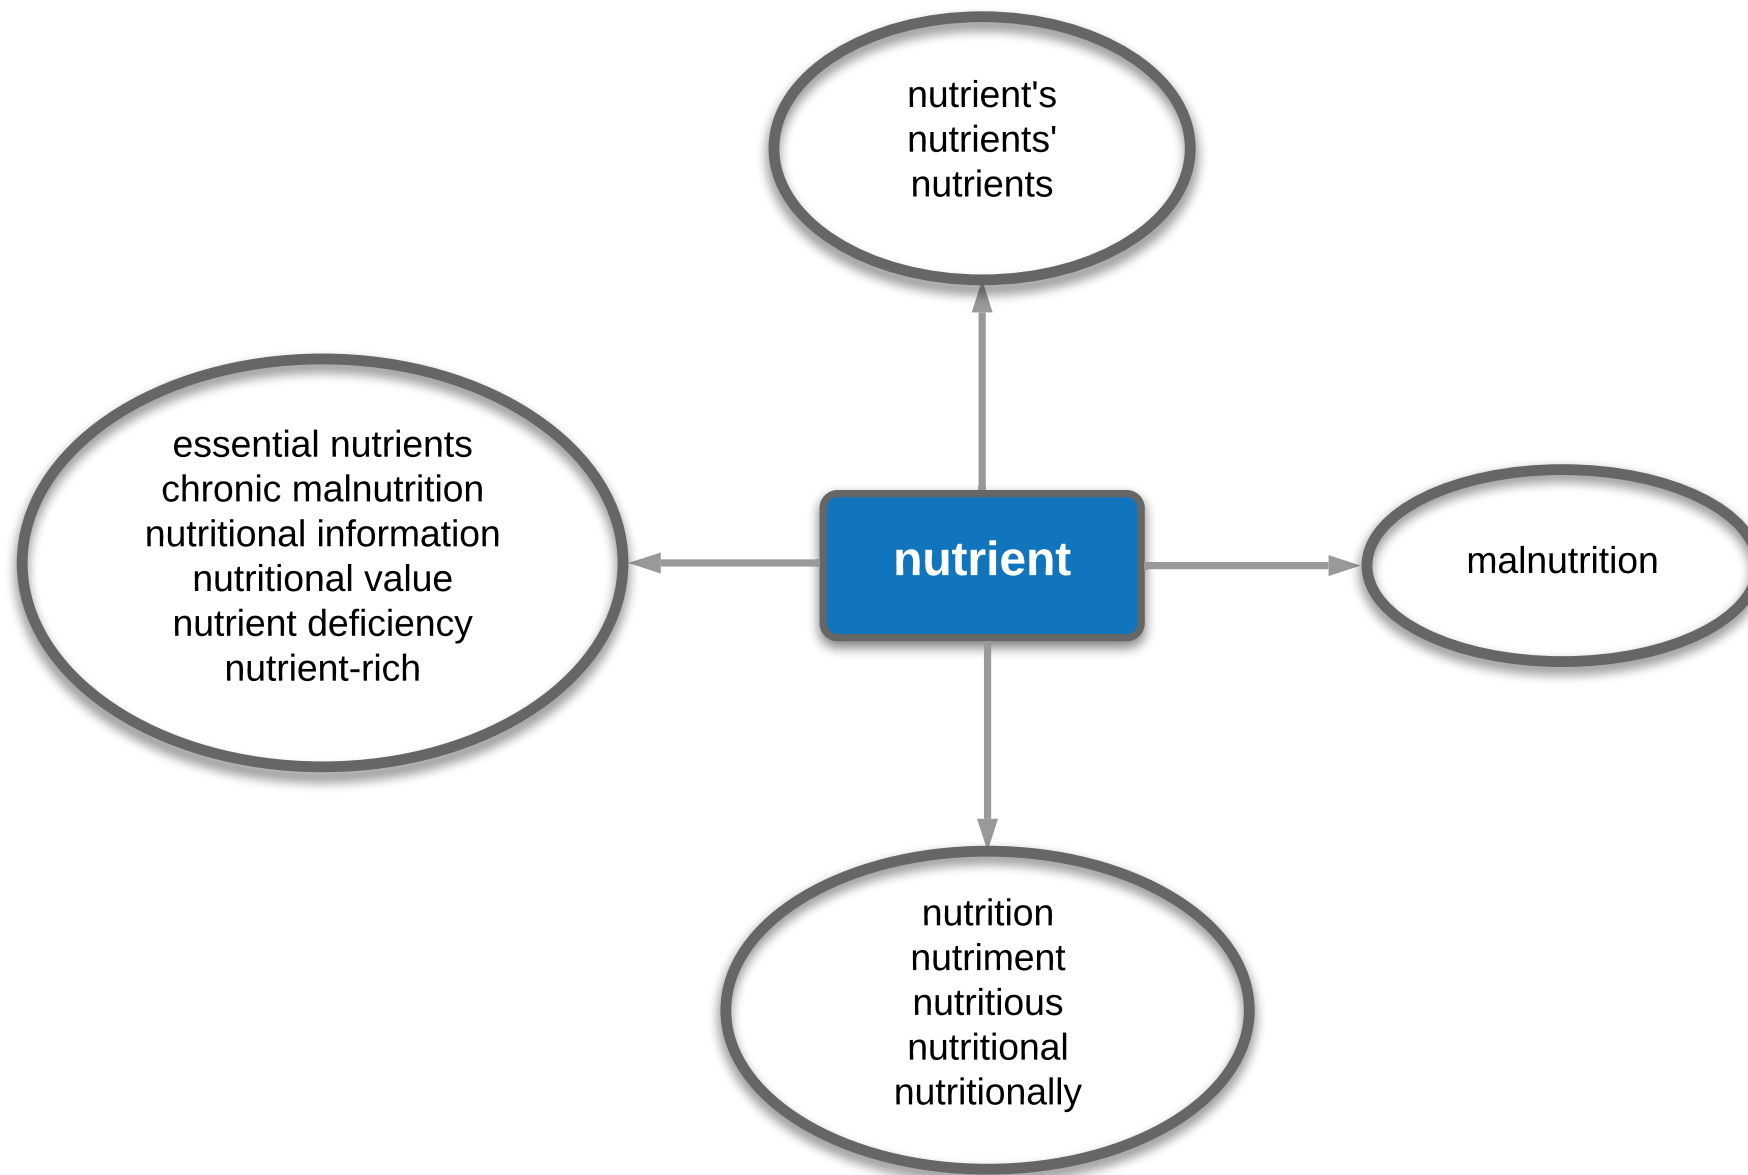 nutrient's
nutrients'
nutrients
essential nutrients
chronic malnutrition
nutritional information
nutritional value
nutrient deficiency
nutrient-rich
nutrient
malnutrition
nutrition
nutriment
nutritious
nutritional
nutritionally